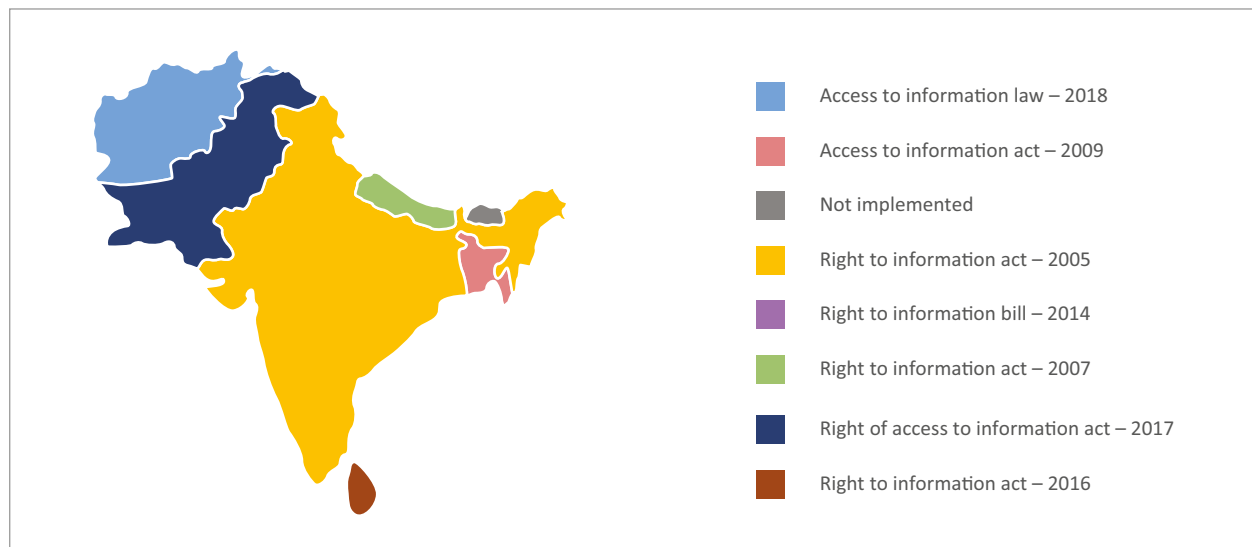 Access to information law – 2018
Access to information act – 2009
Not implemented
Right to information act – 2005
Right to information bill – 2014
Right to information act – 2007
Right of access to information act – 2017
Right to information act – 2016